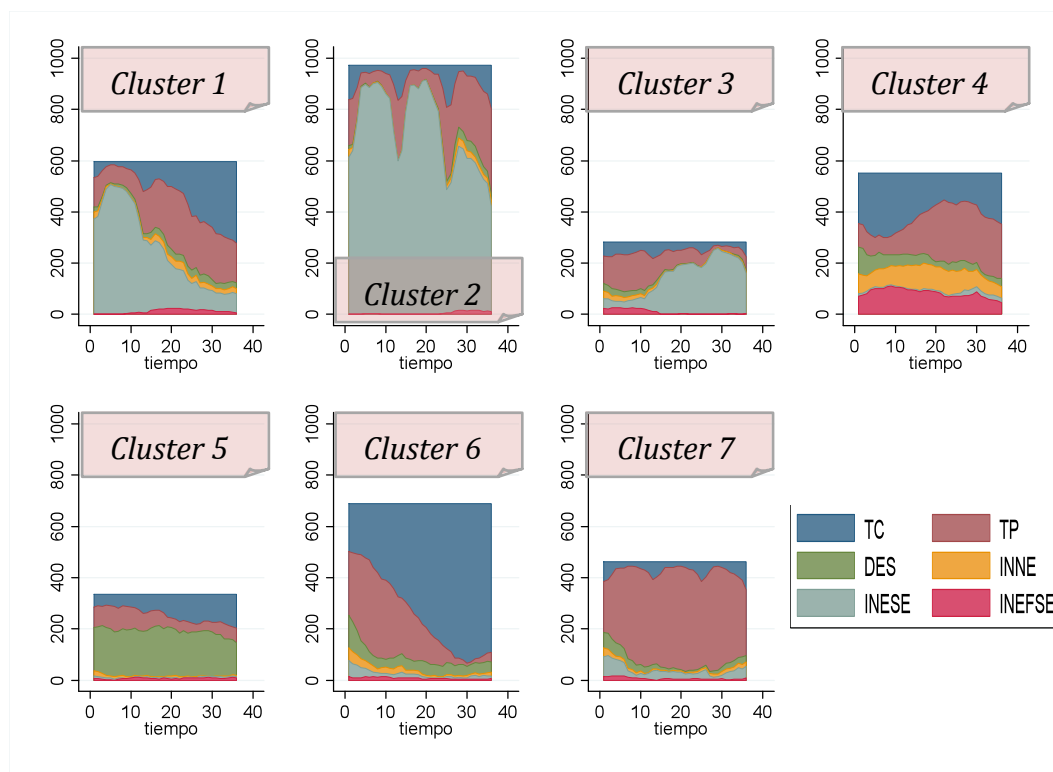 Cluster 1
0 200 400 600 800 1000
0 10 20 30 40
tiempo
Cluster 2
0 200 400 600 800 1000
0 10 20 30 40
tiempo
Cluster 3
0 200 400 600 800 1000
0 10 20 30 40
tiempo
Cluster 4
0 200 400 600 800 1000
0 10 20 30 40
tiempo
Cluster 5
0 200 400 600 800 1000
0 10 20 30 40
tiempo
Cluster 6
0 200 400 600 800 1000
0 10 20 30 40
tiempo
Cluster 7
0 200 400 600 800 1000
0 10 20 30 40
tiempo
TC TP
DES INNE
INESE INEFSE